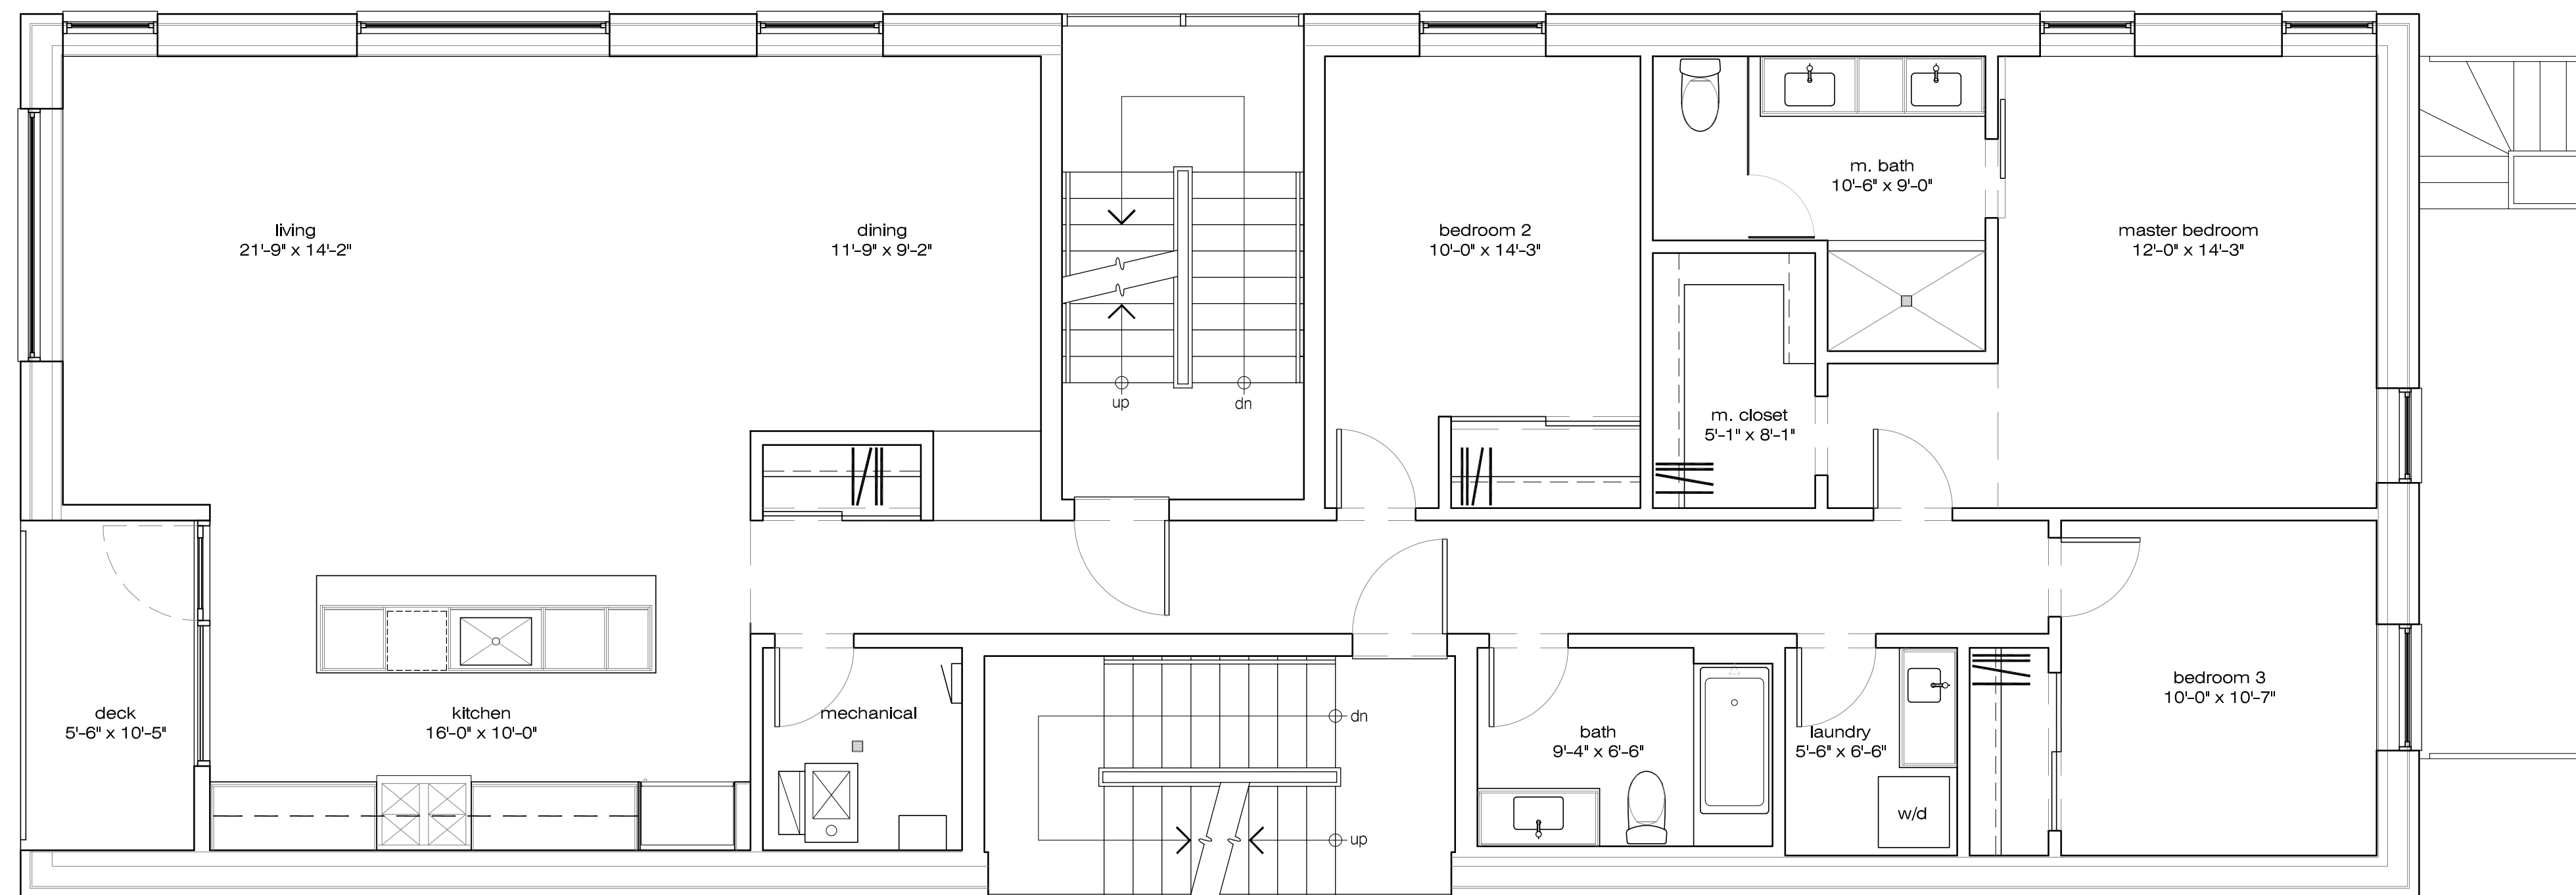 living
21'-9" x 14'-2"
dining
11'-9" x 9'-2"
up
dn
bedroom 2
10'-0" x 14'-3"
m. bath
10'-6" x 9'-0"
master bedroom
12'-0" x 14'-3"
m. closet
5'-1" x 8'-1"
deck
5'-6" x 10'-5"
kitchen
16'-0" x 10'-0"
mechanical
dn
up
bath
9'-4" x 6'-6"
laundry
5'-6" x 6'-6"
w/d
bedroom 3
10'-0" x 10'-7"